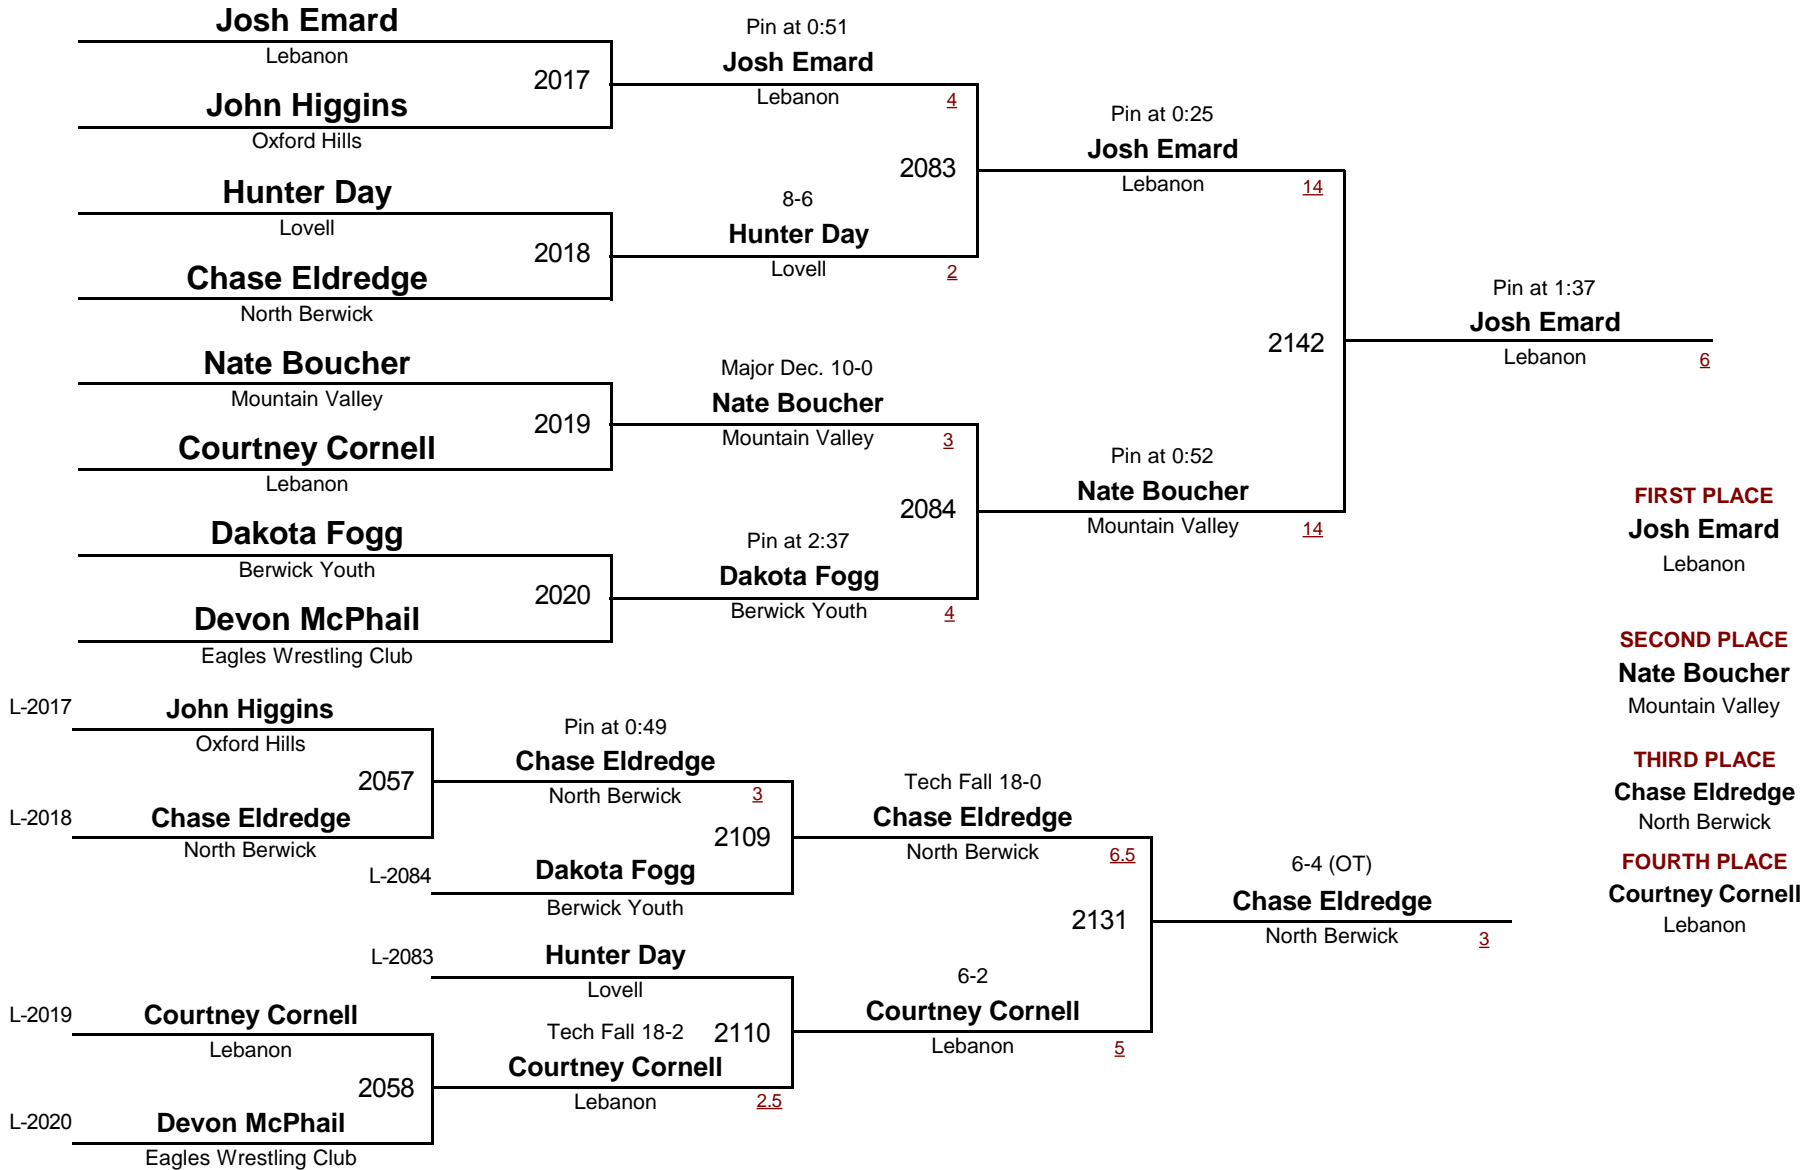 Josh Emard
Lebanon
2017
John Higgins
Oxford Hills
Pin at 0:51
Josh Emard
Lebanon
4
Hunter Day
Lovell
2018
Chase Eldredge
North Berwick
8-6
Hunter Day
Lovell
2
2083
Pin at 0:25
Josh Emard
Lebanon
14
Nate Boucher
Mountain Valley
2019
Courtney Cornell
Lebanon
Major Dec. 10-0
Nate Boucher
Mountain Valley
3
Dakota Fogg
Berwick Youth
2020
Devon McPhail
Eagles Wrestling Club
Pin at 2:37
Dakota Fogg
Berwick Youth
4
2084
Pin at 0:52
Nate Boucher
Mountain Valley
14
2142
Pin at 1:37
Josh Emard
Lebanon
6
FIRST PLACE
Josh Emard
Lebanon
SECOND PLACE
Nate Boucher
Mountain Valley
THIRD PLACE
Chase Eldredge
North Berwick
FOURTH PLACE
Courtney Cornell
Lebanon
L-2017
John Higgins
Oxford Hills
2057
L-2018
Chase Eldredge
North Berwick
Pin at 0:49
Chase Eldredge
North Berwick
3
2109
L-2084
Dakota Fogg
Berwick Youth
Tech Fall 18-0
Chase Eldredge
North Berwick
6.5
L-2083
Hunter Day
Lovell
L-2019
Courtney Cornell
Lebanon
2058
L-2020
Devon McPhail
Eagles Wrestling Club
Tech Fall 18-2
2110
Courtney Cornell
Lebanon
2.5
6-2
Courtney Cornell
Lebanon
5
2131
6-4 (OT)
Chase Eldredge
North Berwick
3